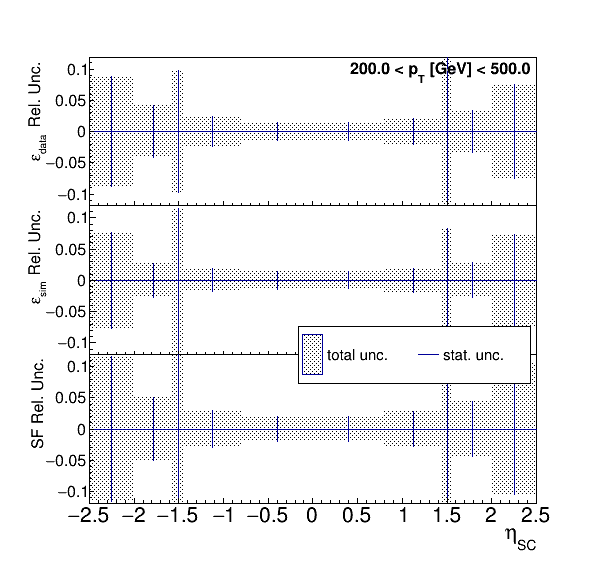 200.0 < p_T [GeV] < 500.0
ε_data Rel. Unc.
0.1
0.05
0
−0.05
−0.1
ε_sim Rel. Unc.
0.1
0.05
0
−0.05
−0.1
total unc.
stat. unc.
SF Rel. Unc.
0.1
0.05
0
−0.05
−0.1
−2.5 −2 −1.5 −1 −0.5 0 0.5 1 1.5 2 2.5
η_SC